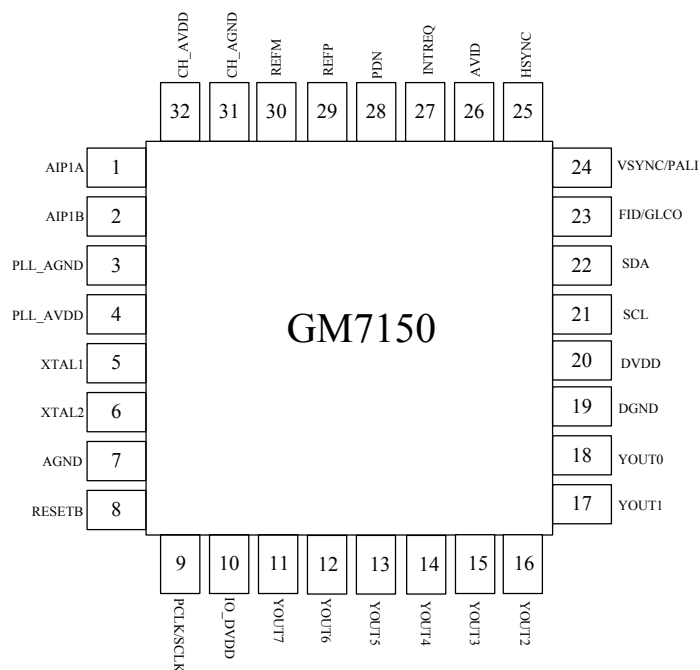 CH_AVDD
CH_AGND
REFM
REFP
PDN
INTREQ
AVID
HSYNC
32
31
30
29
28
27
26
25
AIP1A
1
AIP1B
2
PLL_AGND
3
PLL_AVDD
4
XTAL1
5
XTAL2
6
AGND
7
RESETB
8
GM7150
24
VSYNC/PALI
23
FID/GLCO
22
SDA
21
SCL
20
DVDD
19
DGND
18
YOUT0
17
YOUT1
9
10
11
12
13
14
15
16
PCLK/SCLK
IO_DVDD
YOUT7
YOUT6
YOUT5
YOUT4
YOUT3
YOUT2